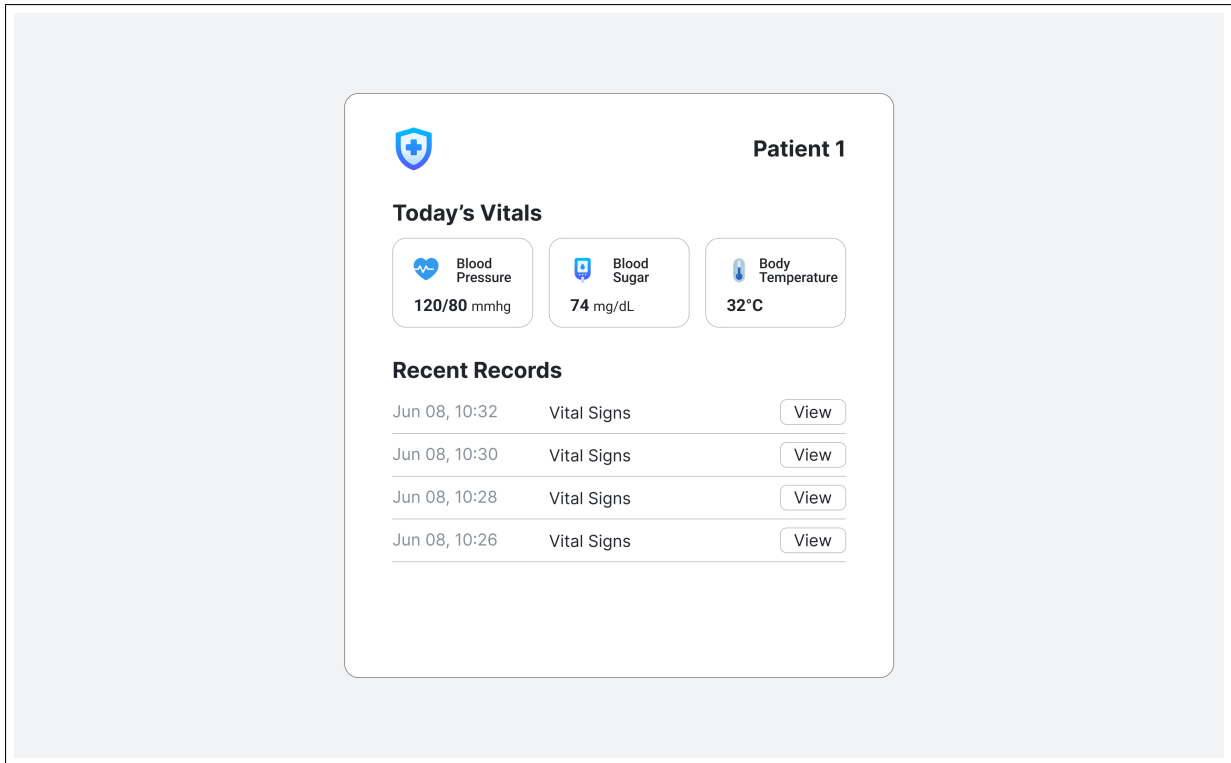 Patient 1
Today’s Vitals
Blood
Pressure
120/80 mmhg
Blood
Sugar
74 mg/dL
Body
Temperature
32°C
Recent Records
Jun 08, 10:32 Vital Signs View
Jun 08, 10:30 Vital Signs View
Jun 08, 10:28 Vital Signs View
Jun 08, 10:26 Vital Signs View